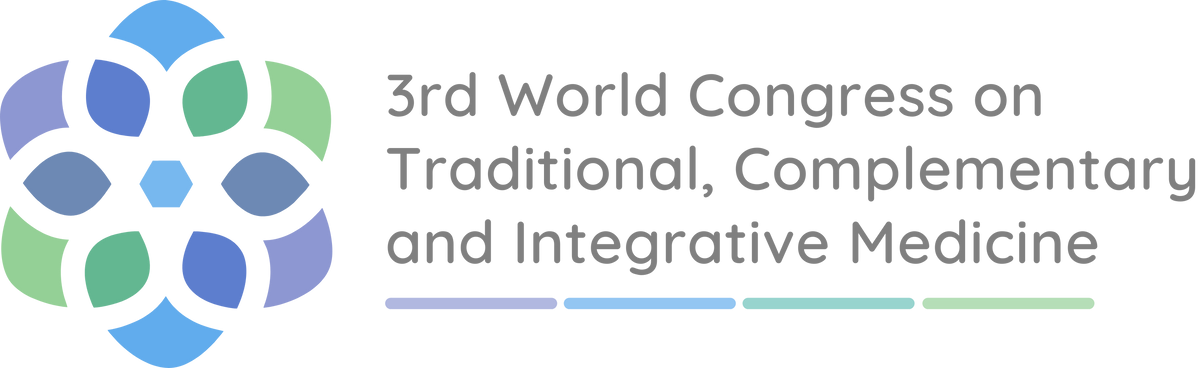 3rd World Congress on
Traditional, Complementary
and Integrative Medicine